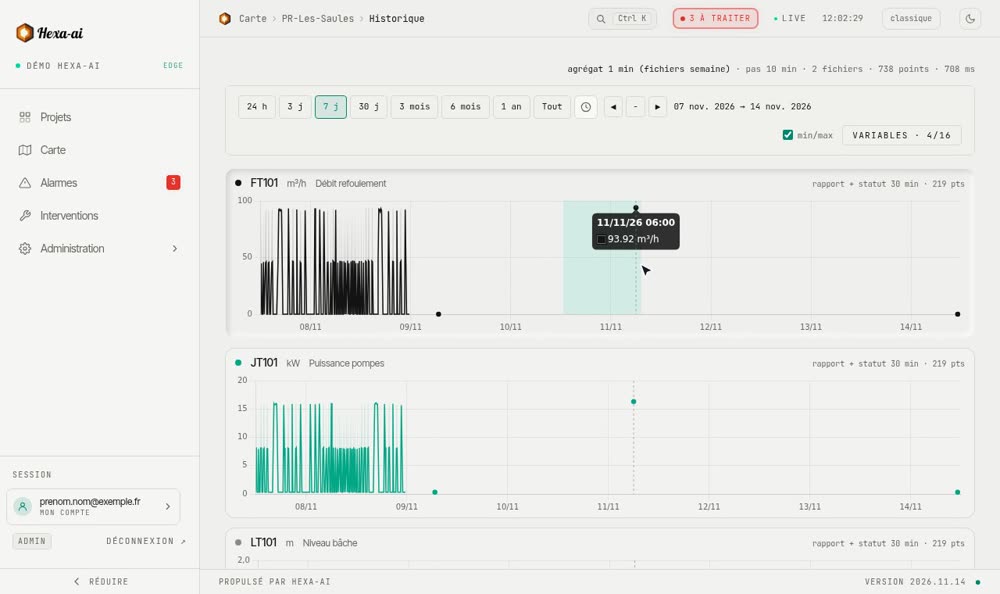 Hexa-ai
DÉMO HEXA-AI EDGE
Projets
Carte
Alarmes 3
Interventions
Administration
SESSION
prenom.nom@exemple.fr
MON COMPTE
ADMIN DÉCONNEXION ↗
RÉDUIRE
Carte > PR-Les-Saules > Historique
Ctrl K
3 À TRAITER
LIVE 12:02:29
classique
agrégat 1 min (fichiers semaine) · pas 10 min · 2 fichiers · 738 points · 708 ms
24 h 3 j 7 j 30 j 3 mois 6 mois 1 an Tout ◀ - ▶ 07 nov. 2026 → 14 nov. 2026
min/max VARIABLES · 4/16
FT101 m³/h Débit refoulement rapport + statut 30 min · 219 pts
100
50
0
11/11/26 06:00
93.92 m³/h
08/11 09/11 10/11 11/11 12/11 13/11 14/11
JT101 kW Puissance pompes rapport + statut 30 min · 219 pts
20
15
10
5
0
08/11 09/11 10/11 11/11 12/11 13/11 14/11
LT101 m Niveau bâche rapport + statut 30 min · 219 pts
2,0
PROPULSÉ PAR HEXA-AI VERSION 2026.11.14